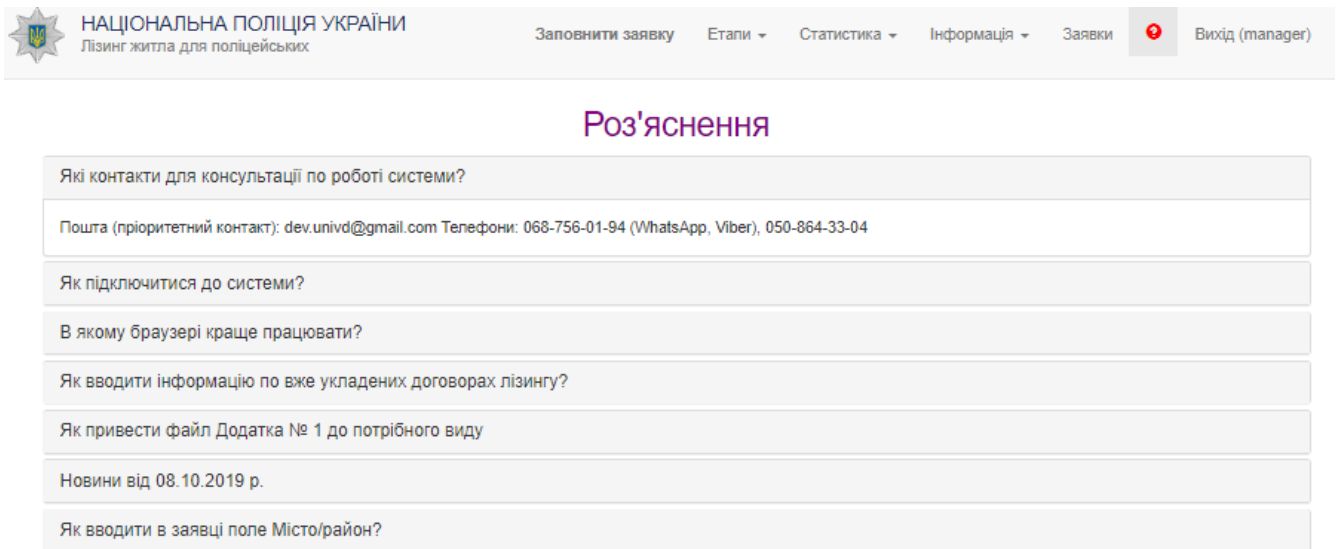 НАЦІОНАЛЬНА ПОЛІЦІЯ УКРАЇНИ
Лізинг житла для поліцейських
Заповнити заявку Етапи Статистика Інформація Заявки ? Вихід (manager)
Роз'яснення
Які контакти для консультації по роботі системи?
Пошта (пріоритетний контакт): dev.univd@gmail.com Телефони: 068-756-01-94 (WhatsApp, Viber), 050-864-33-04
Як підключитися до системи?
В якому браузері краще працювати?
Як вводити інформацію по вже укладених договорах лізингу?
Як привести файл Додатка № 1 до потрібного виду
Новини від 08.10.2019 р.
Як вводити в заявці поле Місто/район?